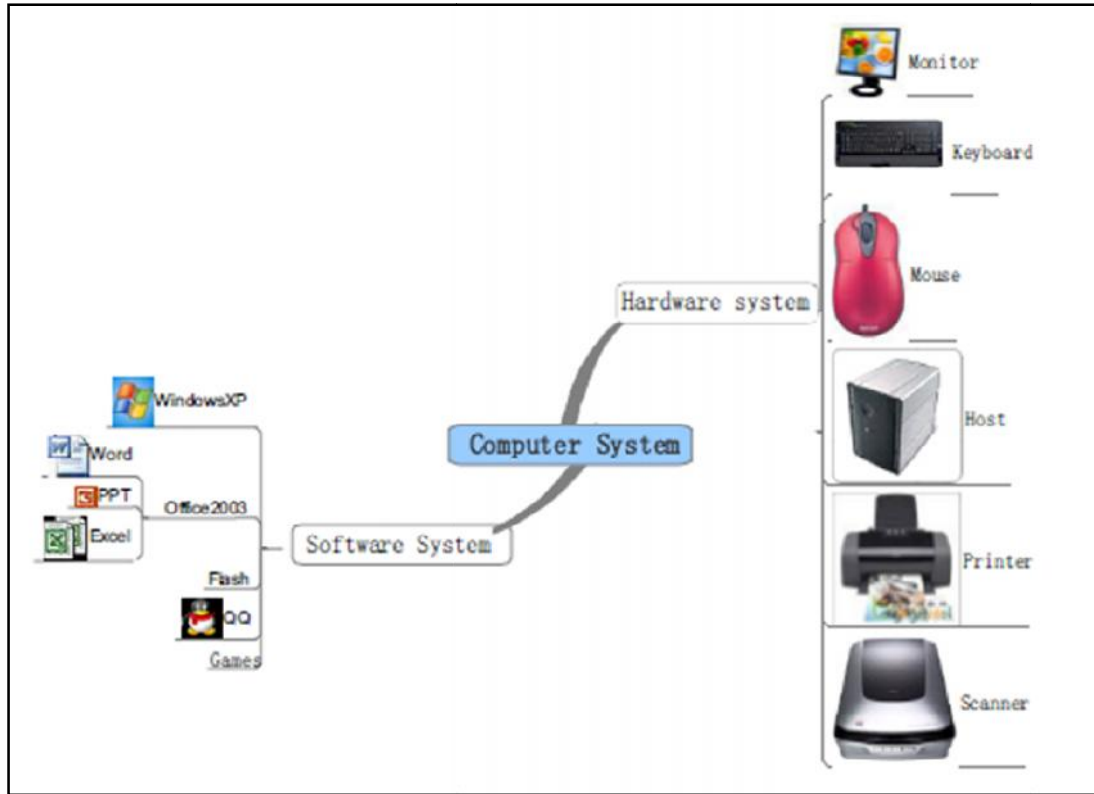 Monitor
Keyboard
Mouse
Hardware system
Host
WindowsXP
Computer System
Word
PPT
Office2003
Excel
Software System
Printer
Flash
QQ
Games
Scanner